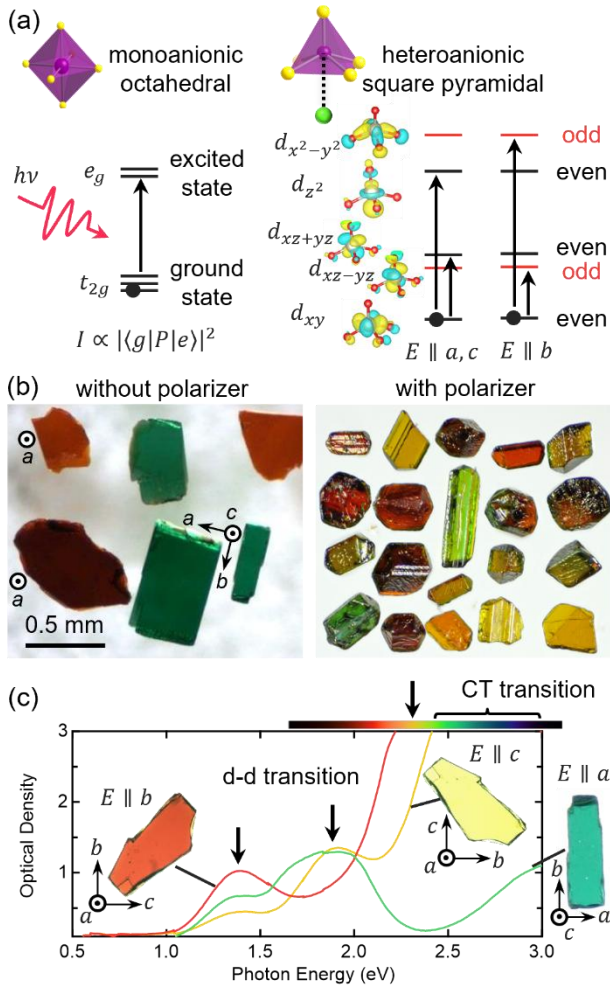 (a)
monoanionic
octahedral
heteroanionic
square pyramidal
hν
e_g
excited
state
t_{2g}
ground
state
I ∝ |⟨g|P|e⟩|²
d_{x²−y²}
d_{z²}
d_{xz+yz}
d_{xz−yz}
d_{xy}
odd
even
even
odd
even
E ∥ a, c
E ∥ b
(b)
without polarizer
with polarizer
a
a
c
a
b
0.5 mm
(c)
CT transition
d-d transition
E ∥ b
E ∥ c
E ∥ a
b
a
c
c
a
b
b
c
a
Optical Density
3
2
1
0.5
1.0
1.5
2.0
2.5
3.0
Photon Energy (eV)